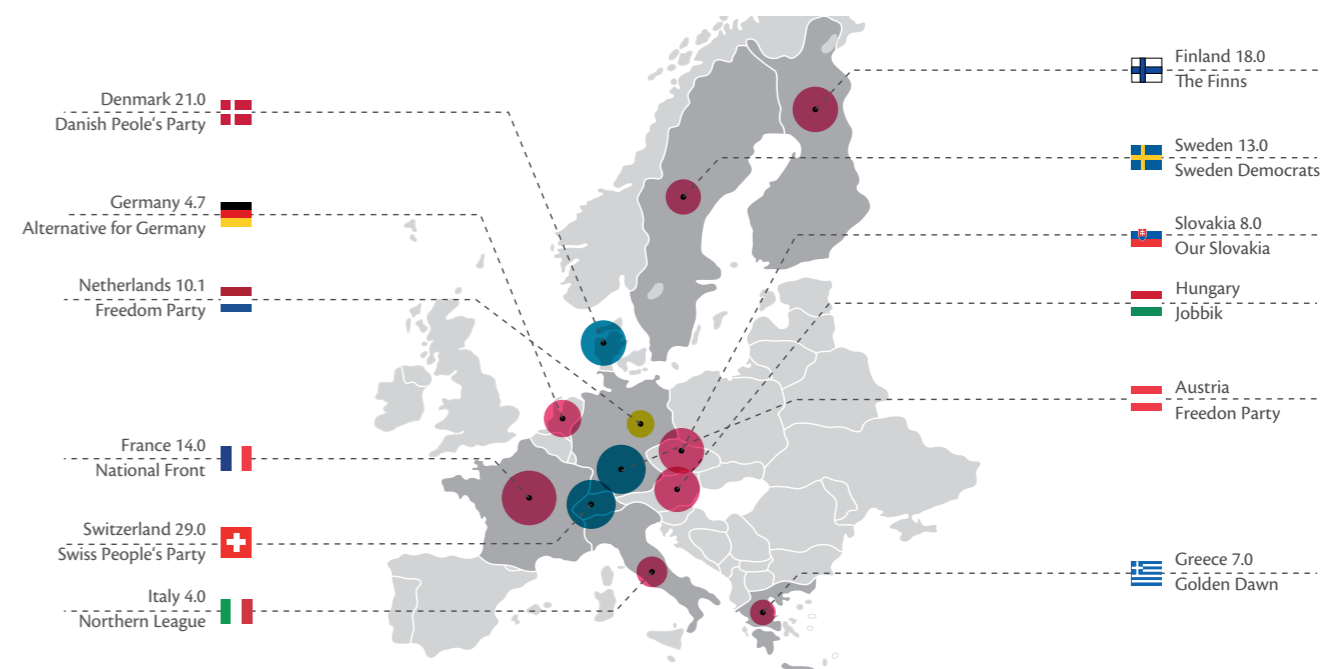 Denmark 21.0
Danish Peole's Party
Germany 4.7
Alternative for Germany
Netherlands 10.1
Freedom Party
France 14.0
National Front
Switzerland 29.0
Swiss People's Party
Italy 4.0
Northern League
Finland 18.0
The Finns
Sweden 13.0
Sweden Democrats
Slovakia 8.0
Our Slovakia
Hungary
Jobbik
Austria
Freedon Party
Greece 7.0
Golden Dawn